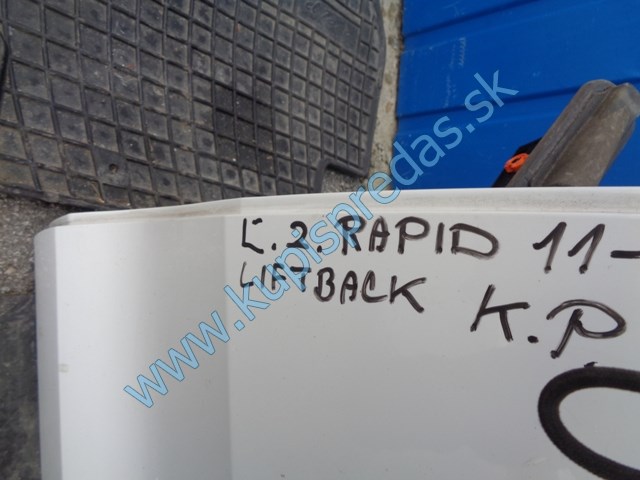 Ľ.Z. RAPID 11-
LIFTBACK
K.P
www.kupispredas.sk